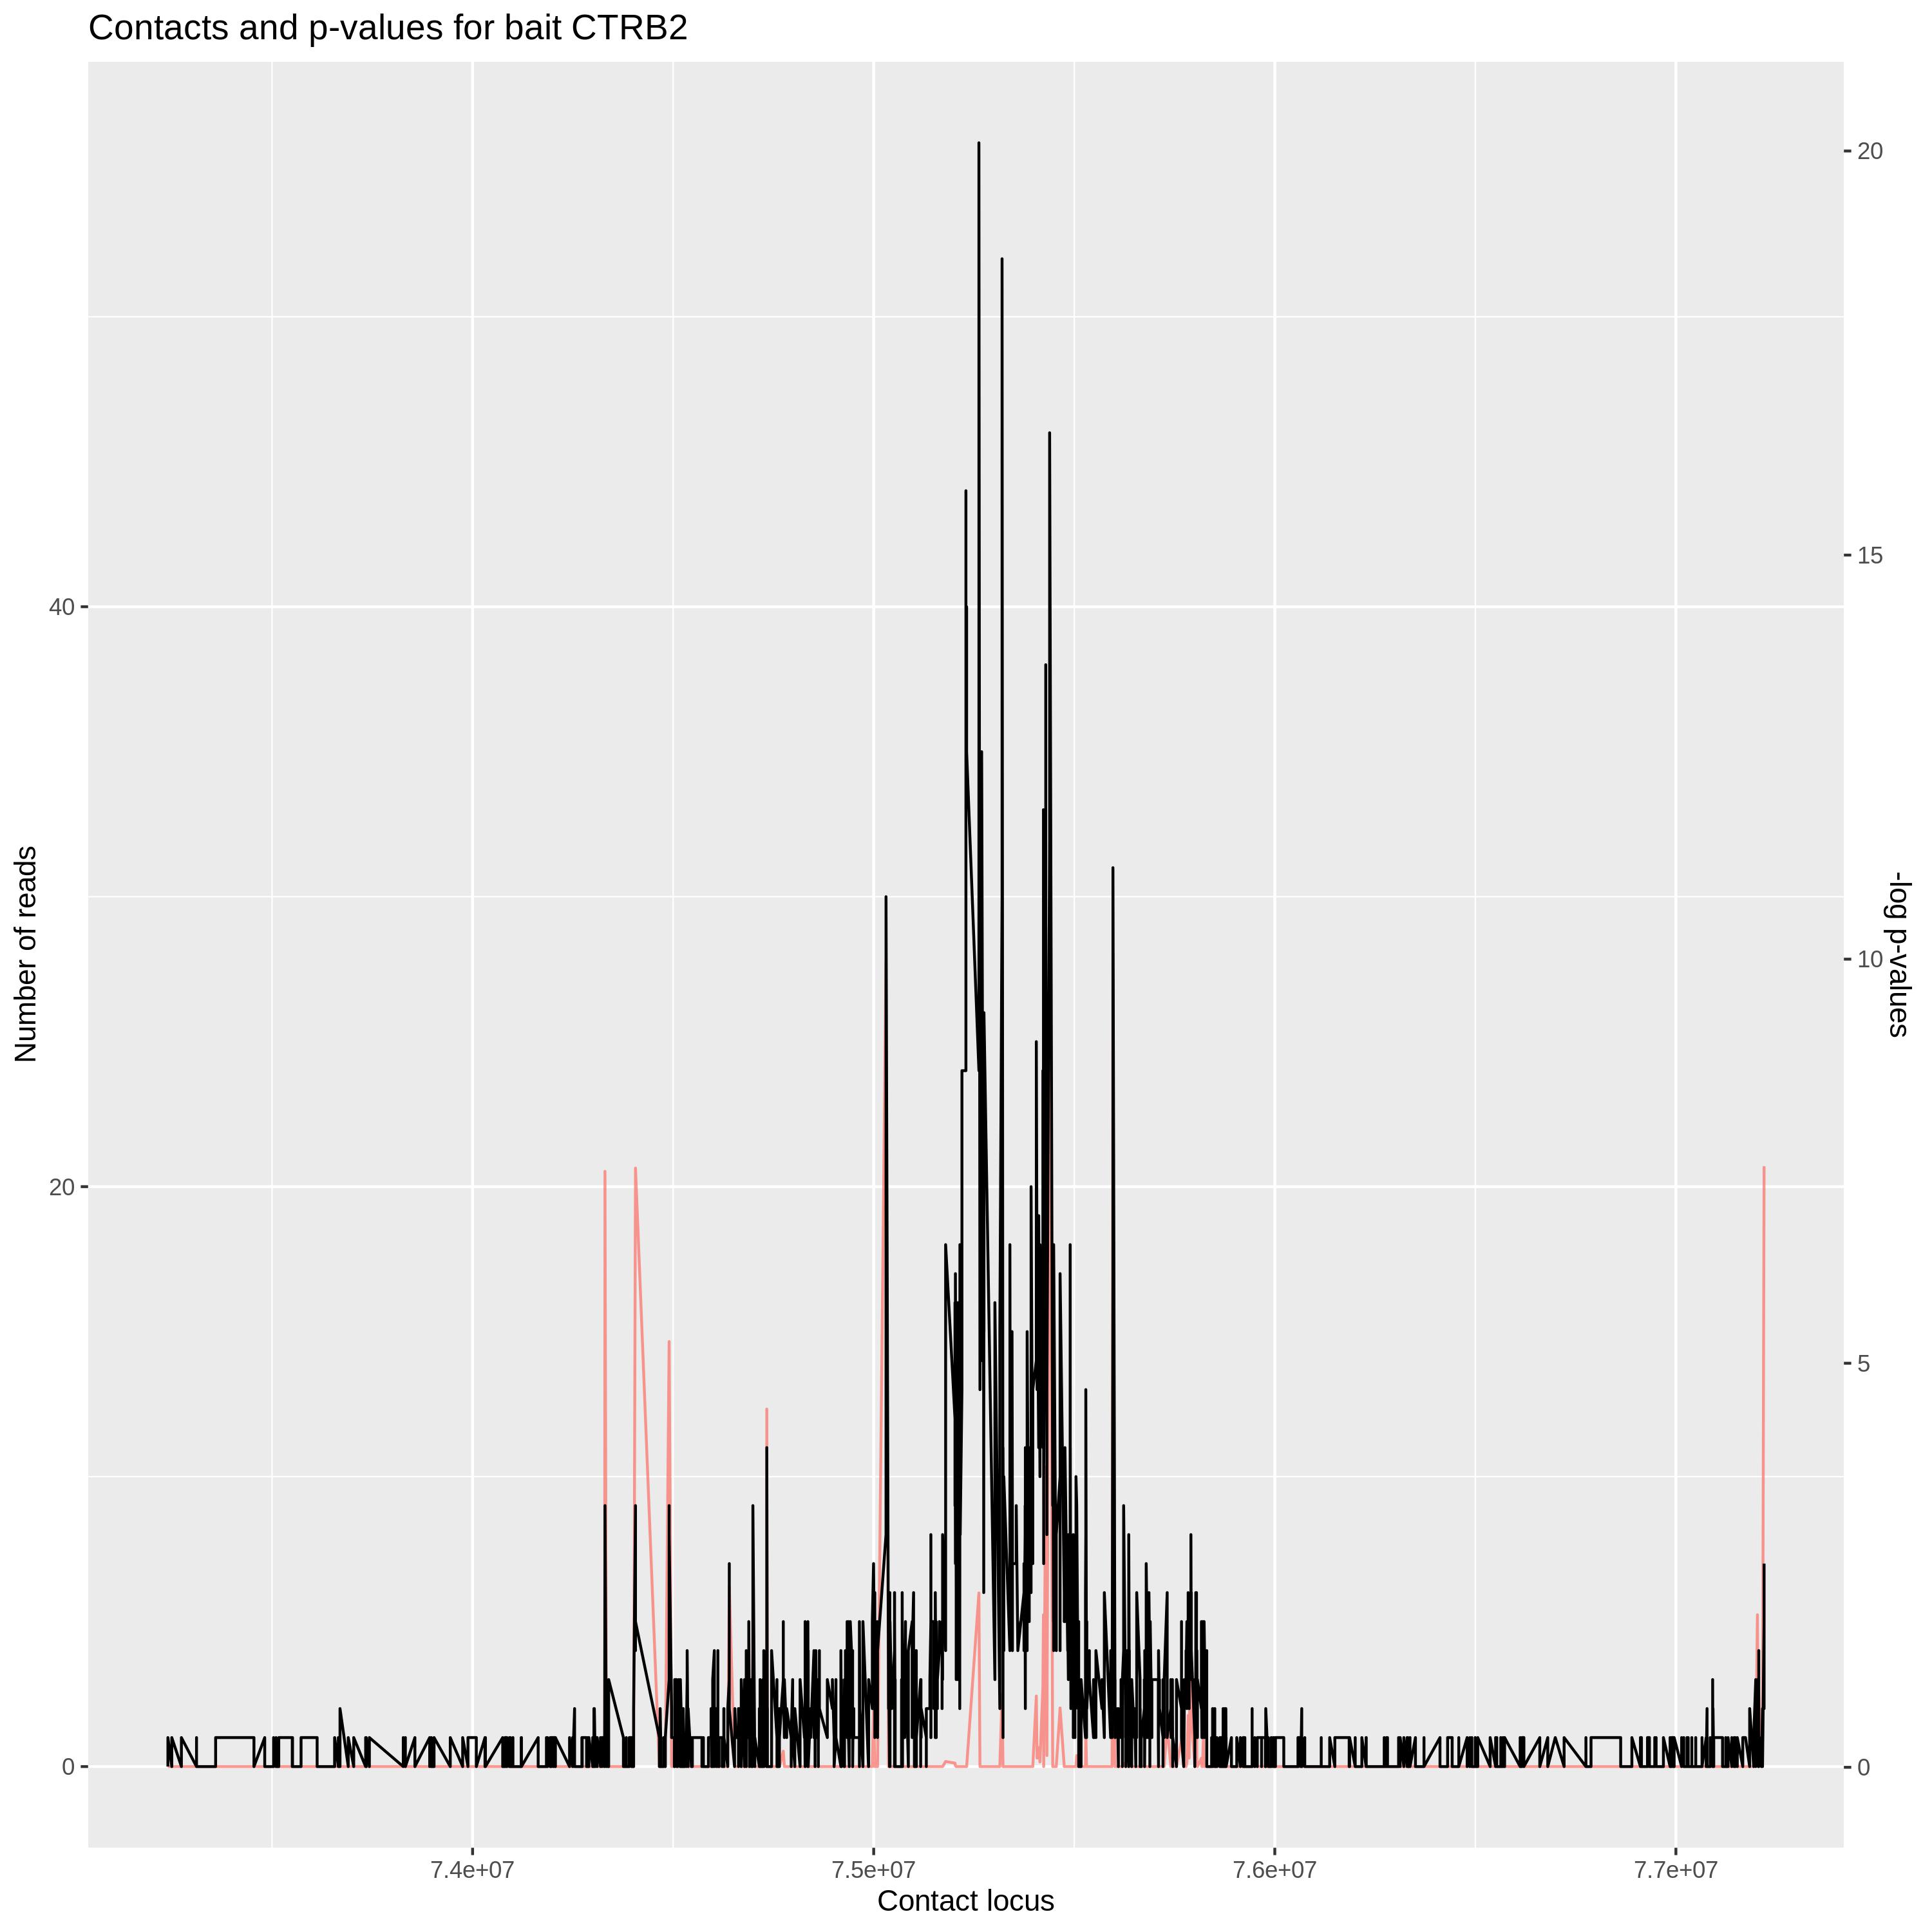 Contacts and p-values for bait CTRB2
Number of reads
40
20
0
-log p-values
20
15
10
5
0
7.4e+07 7.5e+07 7.6e+07 7.7e+07
Contact locus